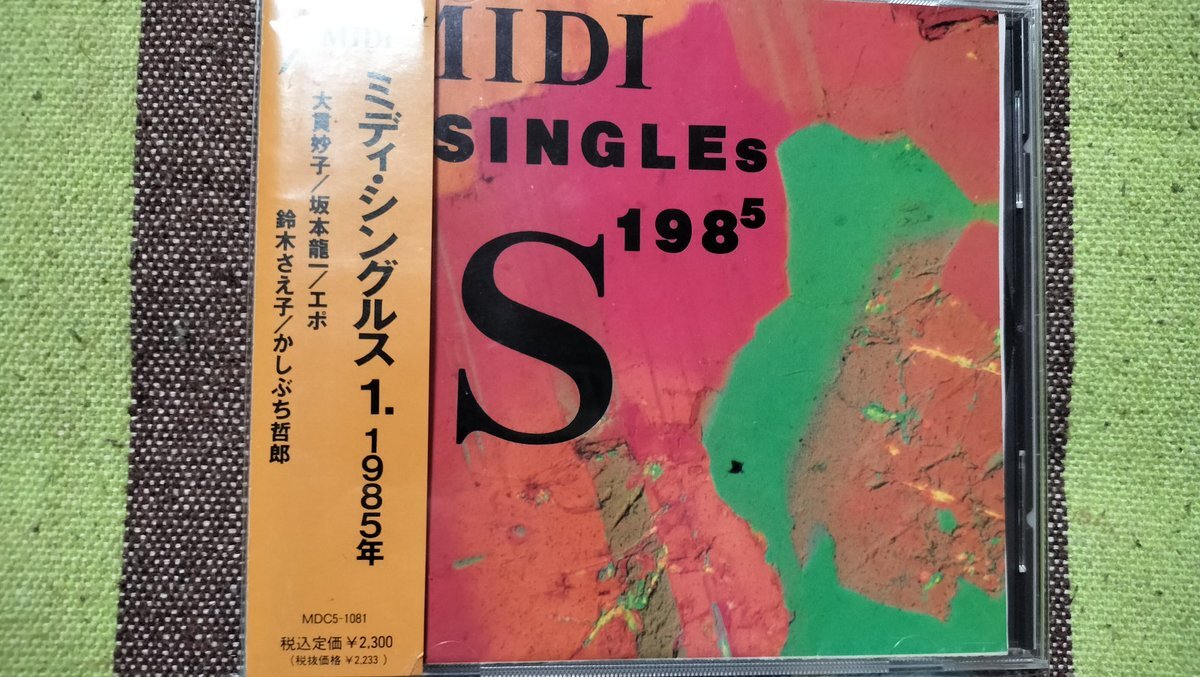 MIDI
ミディ・シングルス 1. 1985年
大貫妙子/坂本龍一/エポ
鈴木さえ子/かしぶち哲郎
MDC5-1081
税込定価¥2,300
(税抜価格 ¥2,233)
MIDI
SINGLEs
1985
S